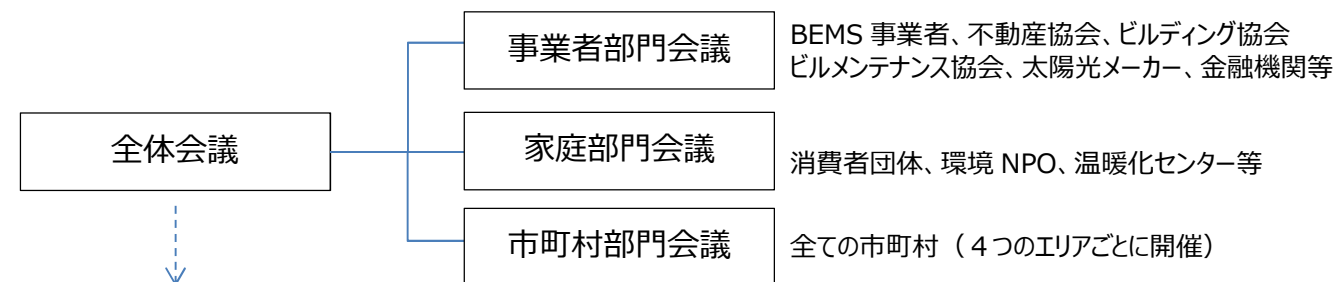 事業者部門会議
BEMS 事業者、不動産協会、ビルディング協会
ビルメンテナンス協会、太陽光メーカー、金融機関等
全体会議
家庭部門会議
消費者団体、環境 NPO、温暖化センター等
市町村部門会議
全ての市町村（４つのエリアごとに開催）